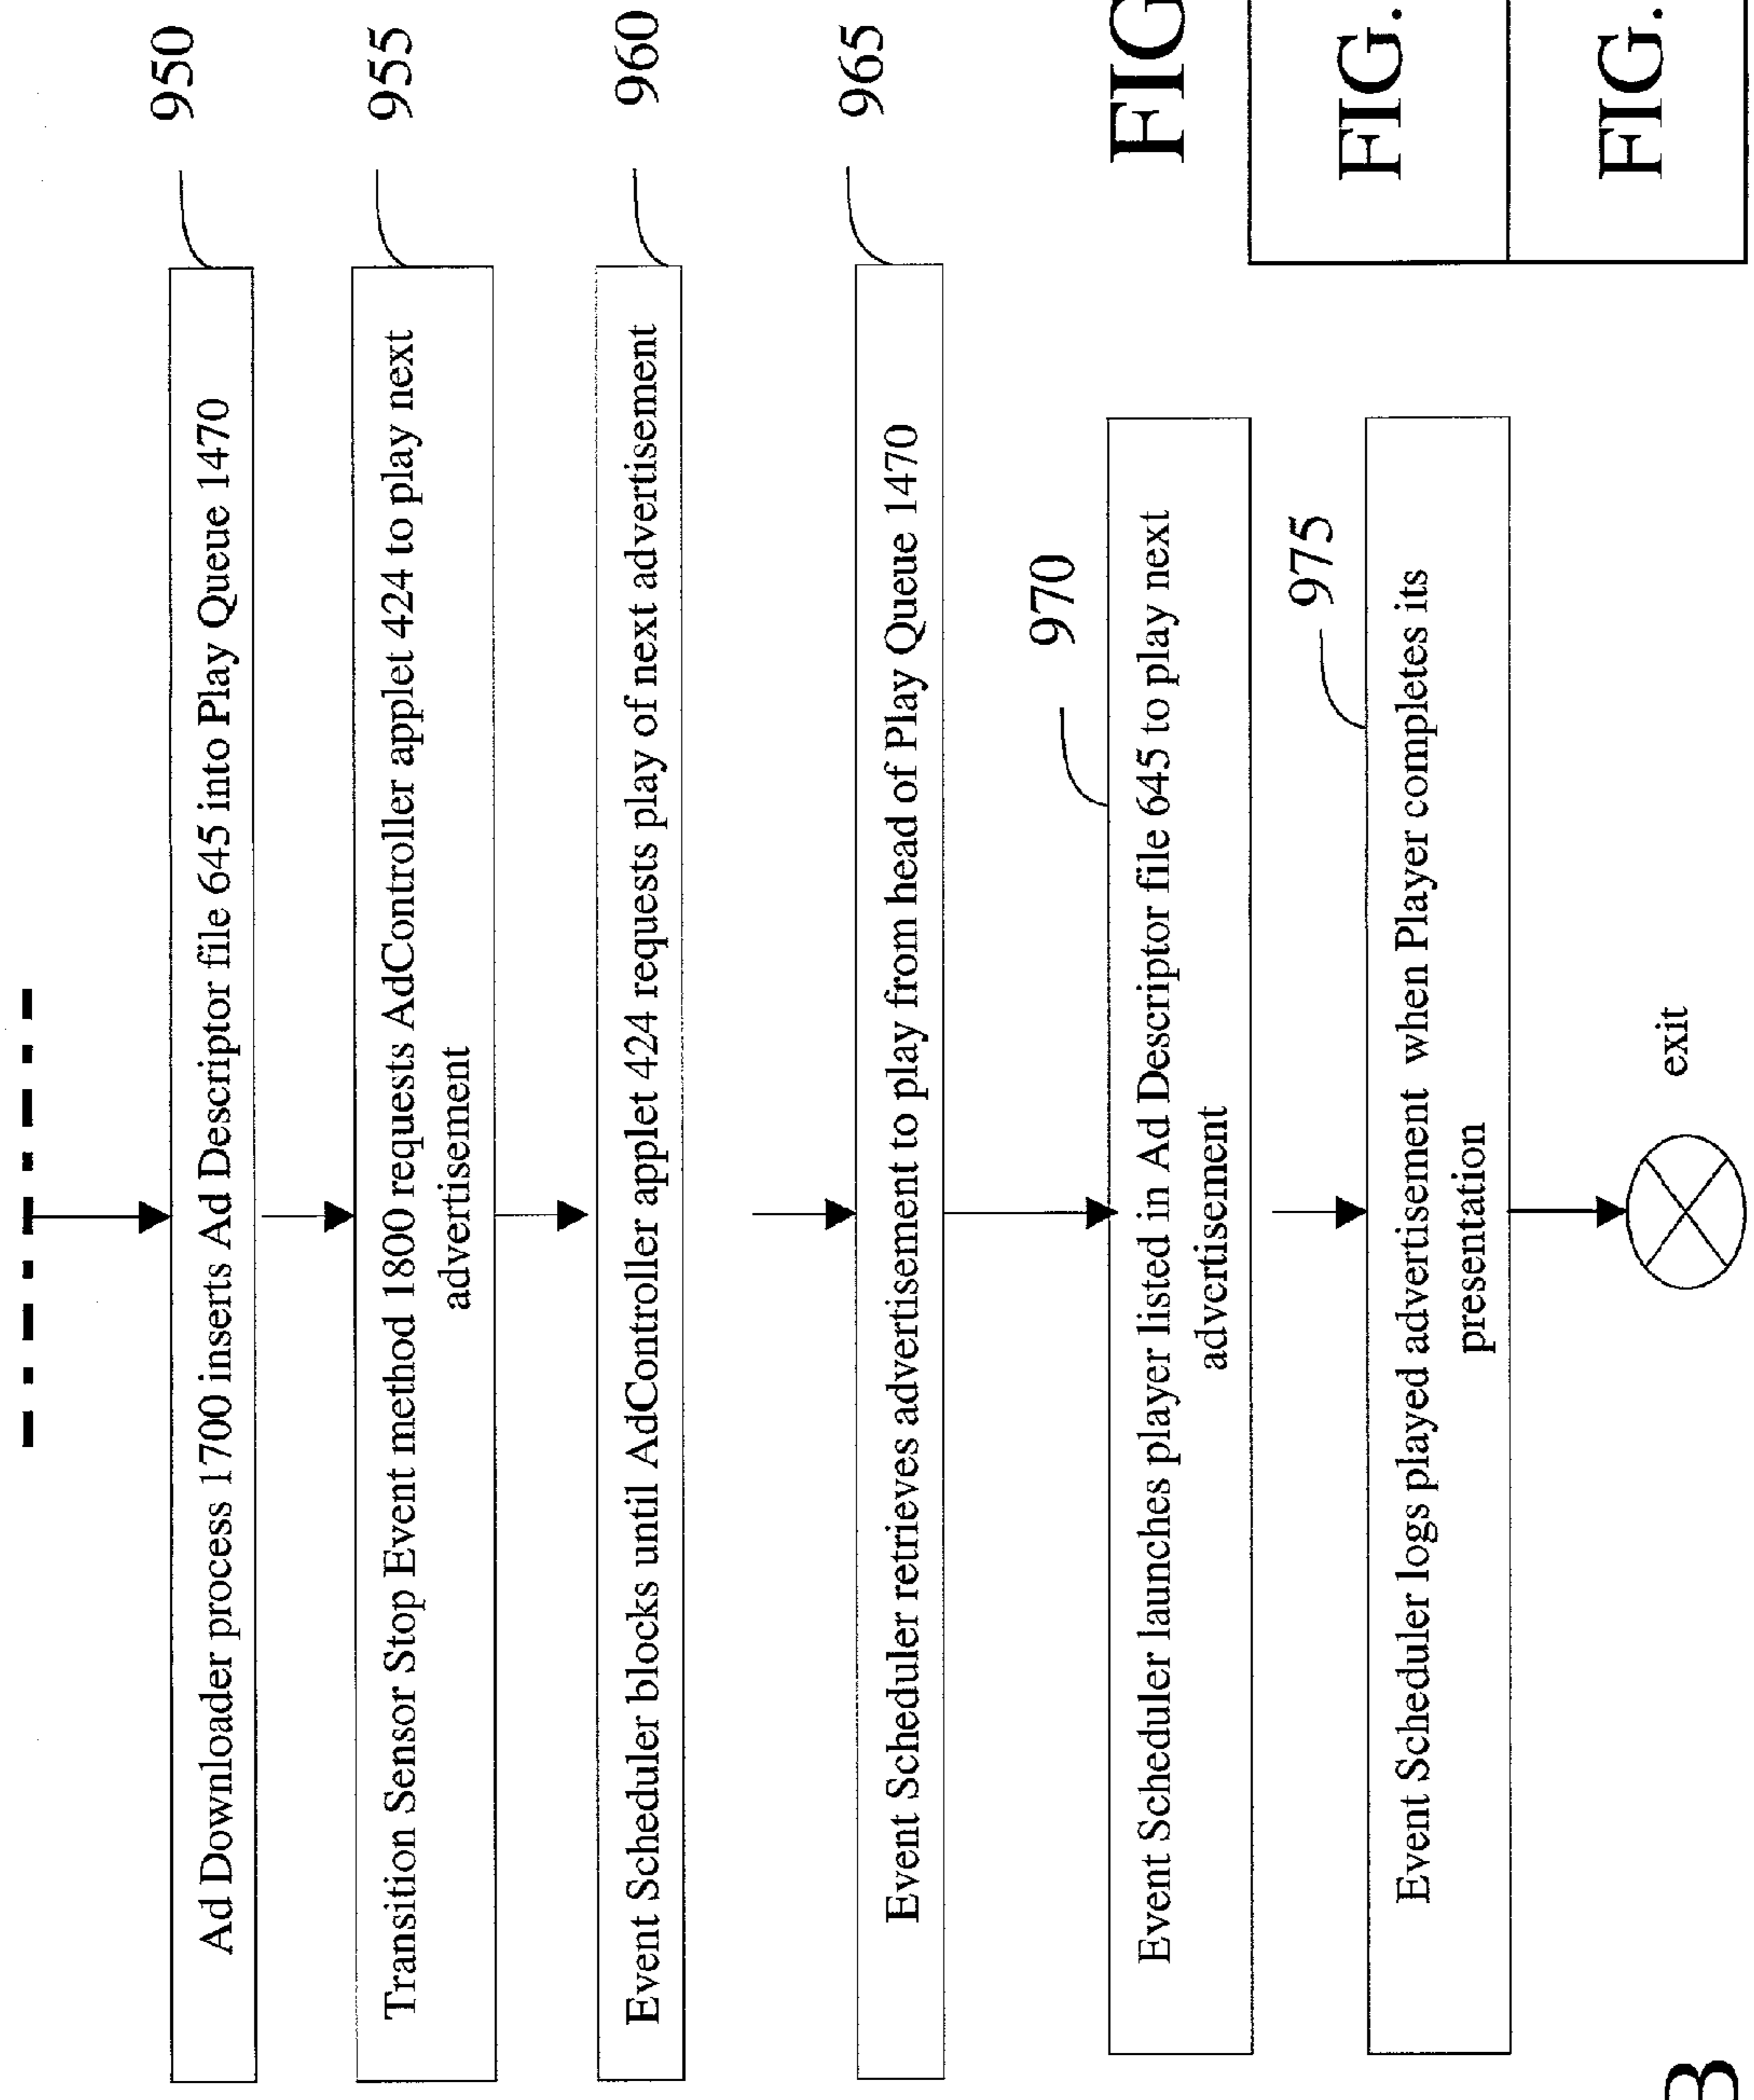 950
Ad Downloader process 1700 inserts Ad Descriptor file 645 into Play Queue 1470
955
Transition Sensor Stop Event method 1800 requests AdController applet 424 to play next
advertisement
960
Event Scheduler blocks until AdController applet 424 requests play of next advertisement
965
Event Scheduler retrieves advertisement to play from head of Play Queue 1470
970
Event Scheduler launches player listed in Ad Descriptor file 645 to play next
advertisement
975
Event Scheduler logs played advertisement when Player completes its
presentation
exit
FIG
FIG.
FIG.
B